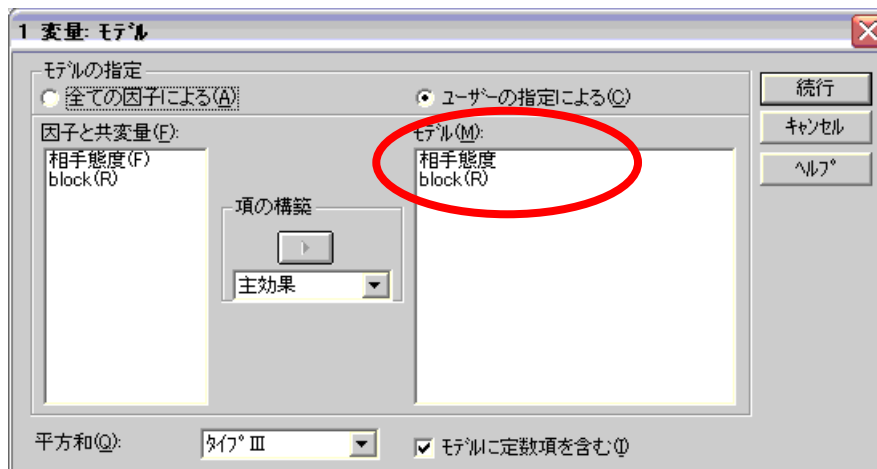 1 変量: モデル
モデルの指定
全ての因子による(A)
ユーザーの指定による(C)
続行
キャンセル
ヘルプ
因子と共変量(F):
相手態度(F)
block(R)
項の構築
主効果
モデル(M):
相手態度
block(R)
平方和(Q):
タイプ III
モデルに定数項を含む(I)